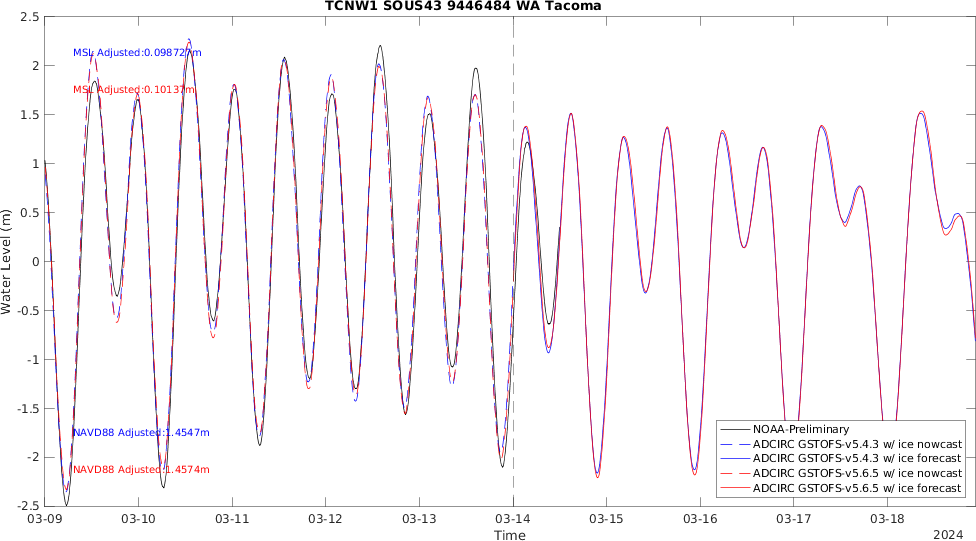 TCNW1 SOUS43 9446484 WA Tacoma
2.5
2
1.5
1
0.5
0
-0.5
-1
-1.5
-2
-2.5
Water Level (m)
MSL Adjusted:0.098727m
MSL Adjusted:0.10137m
NAVD88 Adjusted:1.4547m
NAVD88 Adjusted:1.4574m
NOAA-Preliminary
ADCIRC GSTOFS-v5.4.3 w/ ice nowcast
ADCIRC GSTOFS-v5.4.3 w/ ice forecast
ADCIRC GSTOFS-v5.6.5 w/ ice nowcast
ADCIRC GSTOFS-v5.6.5 w/ ice forecast
03-09 03-10 03-11 03-12 03-13 03-14 03-15 03-16 03-17 03-18
Time
2024